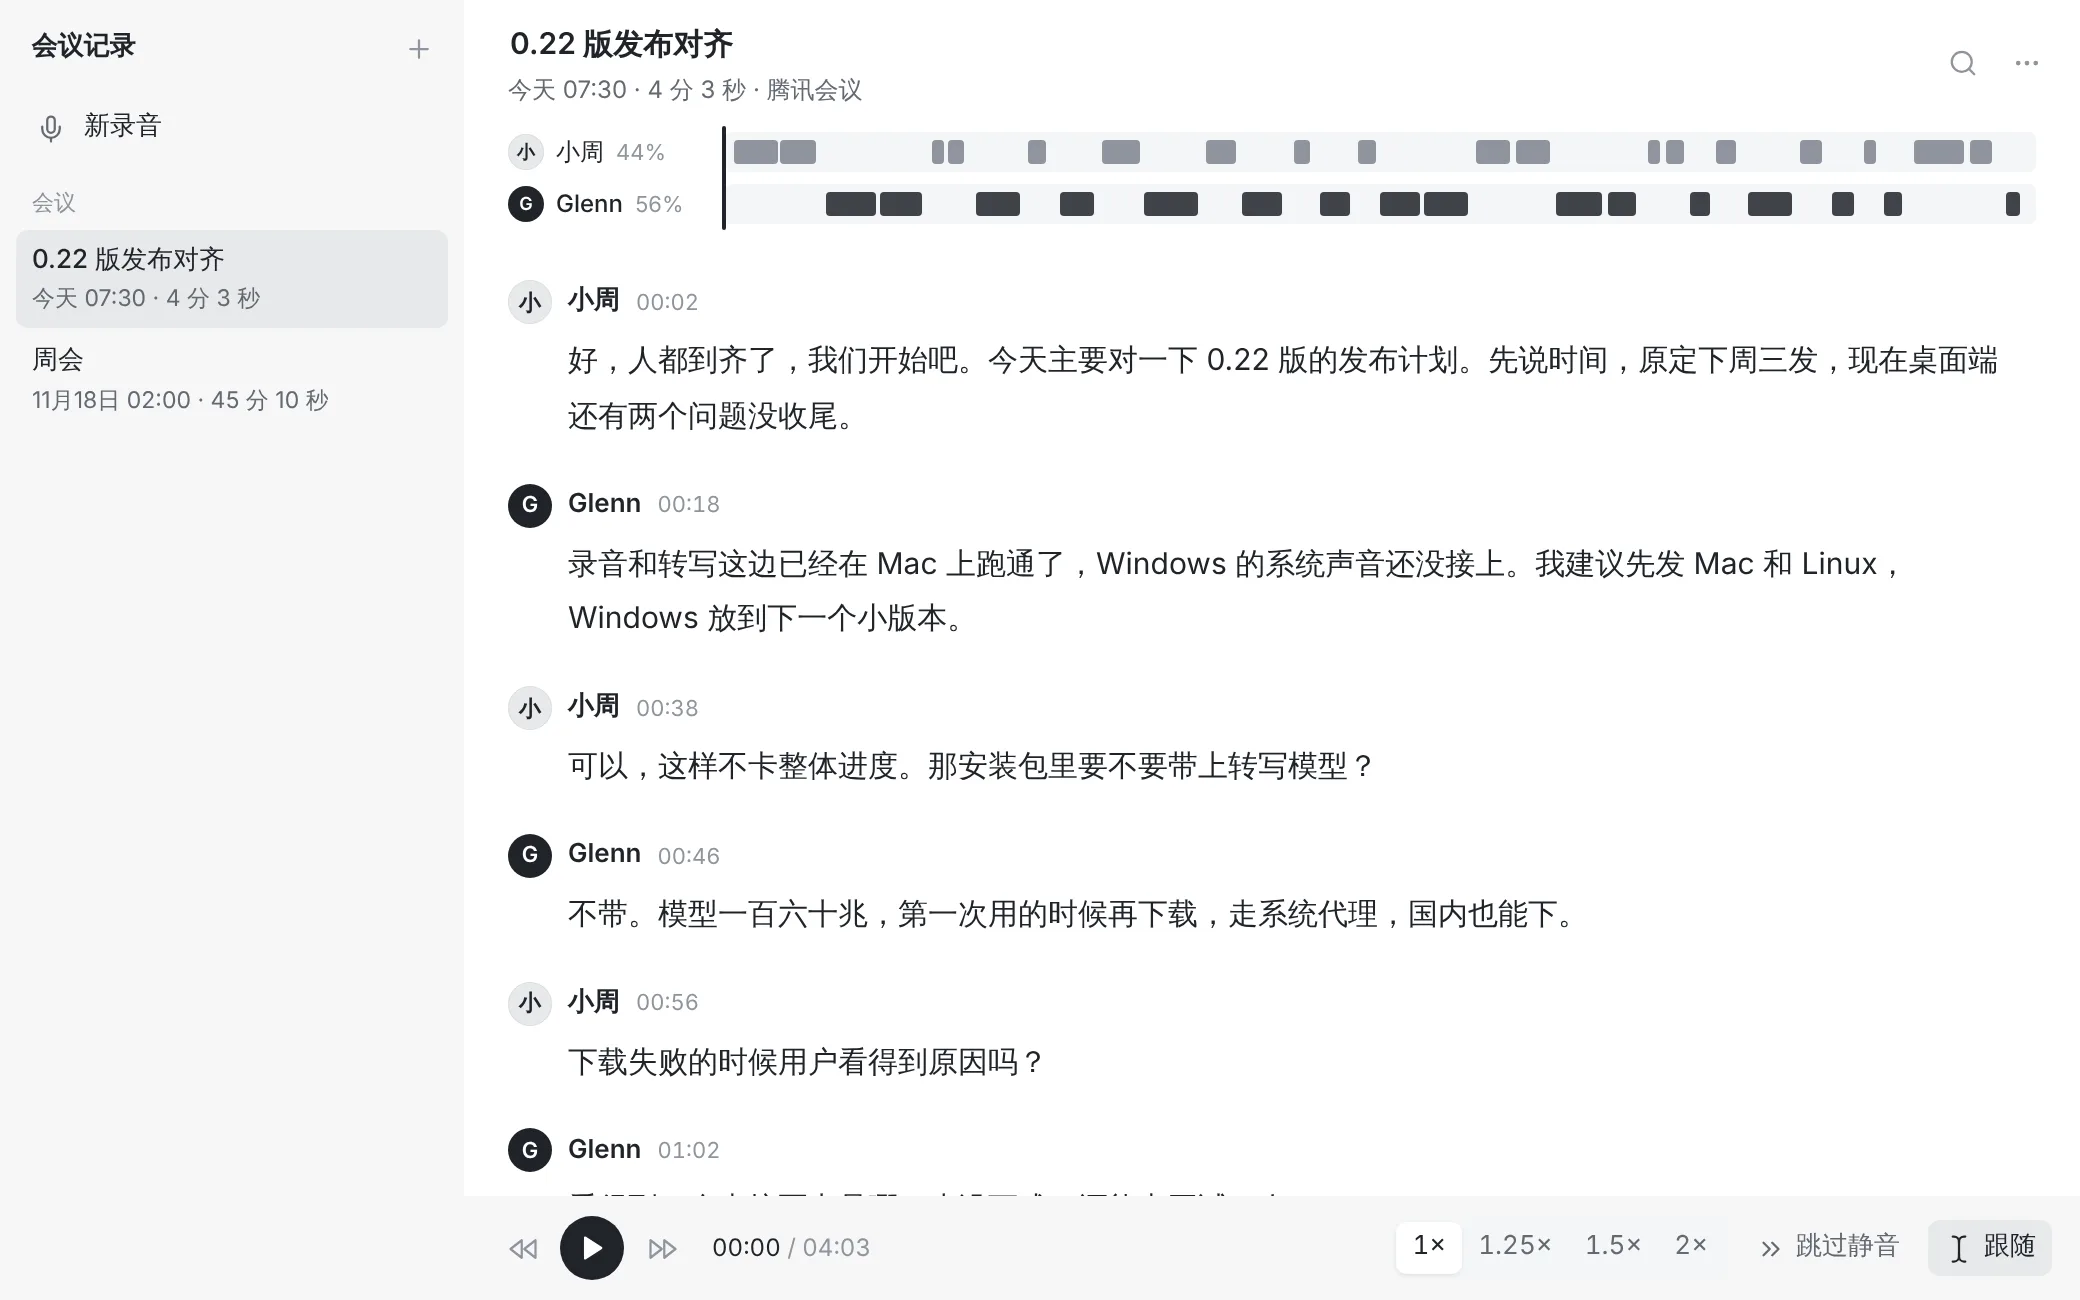 会议记录
新录音
会议
0.22 版发布对齐
今天 07:30 · 4 分 3 秒
周会
11月18日 02:00 · 45 分 10 秒
0.22 版发布对齐
今天 07:30 · 4 分 3 秒 · 腾讯会议
小 小周 44%
G Glenn 56%
小 小周 00:02
好，人都到齐了，我们开始吧。今天主要对一下 0.22 版的发布计划。先说时间，原定下周三发，现在桌面端
还有两个问题没收尾。
G Glenn 00:18
录音和转写这边已经在 Mac 上跑通了，Windows 的系统声音还没接上。我建议先发 Mac 和 Linux，
Windows 放到下一个小版本。
小 小周 00:38
可以，这样不卡整体进度。那安装包里要不要带上转写模型？
G Glenn 00:46
不带。模型一百六十兆，第一次用的时候再下载，走系统代理，国内也能下。
小 小周 00:56
下载失败的时候用户看得到原因吗？
G Glenn 01:02
00:00 / 04:03
1× 1.25× 1.5× 2× 跳过静音 跟随